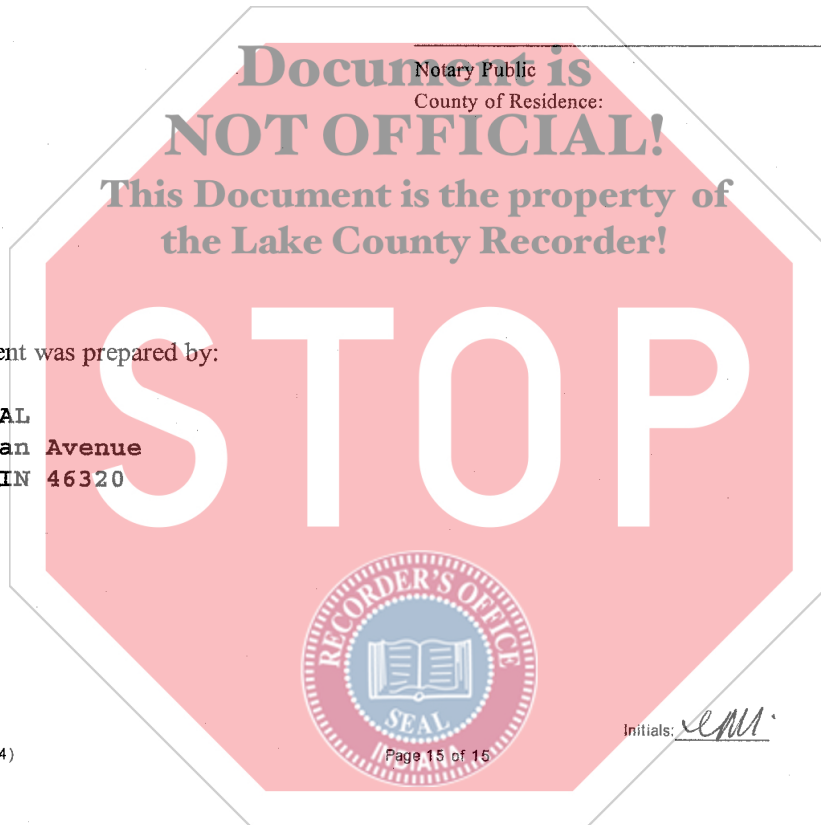 Document is
Notary Public
County of Residence:
NOT OFFICIAL!
This Document is the property of
the Lake County Recorder!
STOP
ent was prepared by:
AL
an Avenue
IN 46320
RECORDER'S OFFICE
SEAL
INDIANA
Initials:
4)
Page 15 of 15